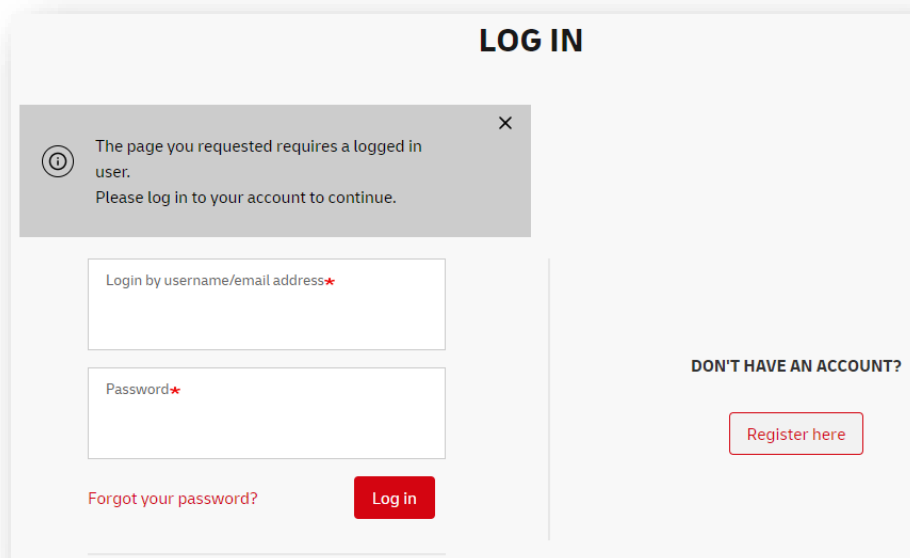 LOG IN
The page you requested requires a logged in
user.
Please log in to your account to continue.
Login by username/email address*
Password*
Forgot your password?
Log in
DON'T HAVE AN ACCOUNT?
Register here